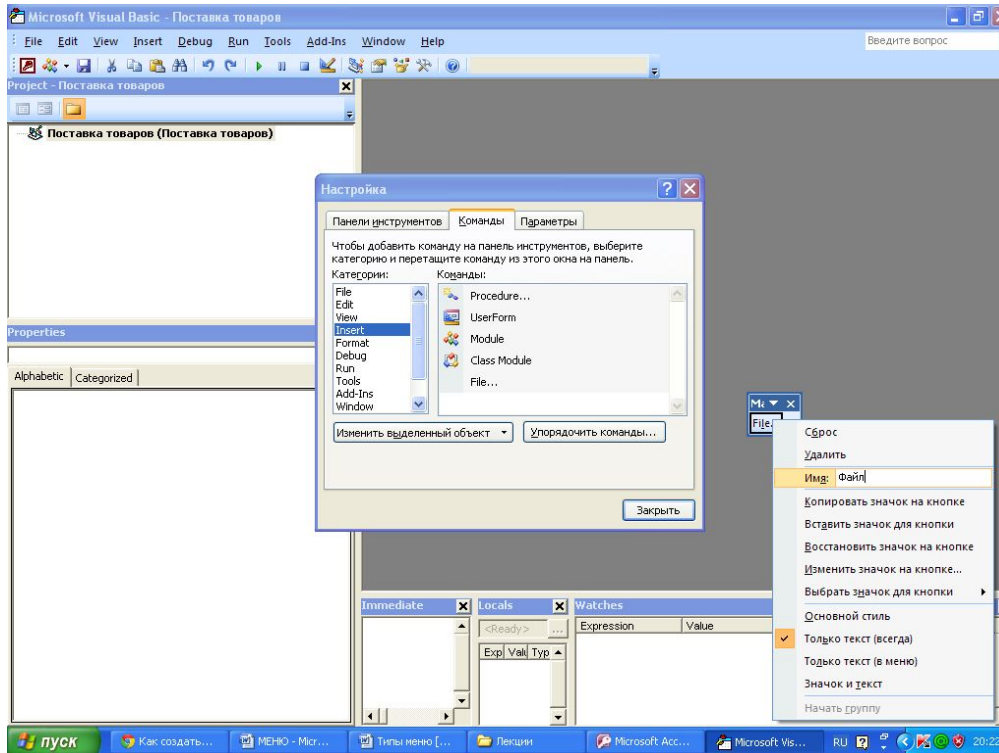 Microsoft Visual Basic - Поставка товаров
File Edit View Insert Debug Run Tools Add-Ins Window Help
Введите вопрос
Project - Поставка товаров
Поставка товаров (Поставка товаров)
Настройка
Панели инструментов Команды Параметры
Чтобы добавить команду на панель инструментов, выберите
категорию и перетащите команду из этого окна на панель.
Категории: Команды:
File
Edit
View
Insert
Format
Debug
Run
Tools
Add-Ins
Window
Procedure...
UserForm
Module
Class Module
File...
Изменить выделенный объект Упорядочить команды...
Закрыть
Properties
Alphabetic Categorized
File
Сброс
Удалить
Имя: Файл
Копировать значок на кнопке
Вставить значок для кнопки
Восстановить значок на кнопке
Изменить значок на кнопке...
Выбрать значок для кнопки
Основной стиль
Только текст (всегда)
Только текст (в меню)
Значок и текст
Начать группу
Immediate Locals Watches
<Ready> ... Expression Value
Exp Valu Typ
пуск Как создать... МЕНЮ - Micr... Типы меню [... Лекции Microsoft Acc... Microsoft Vis... RU 20:22